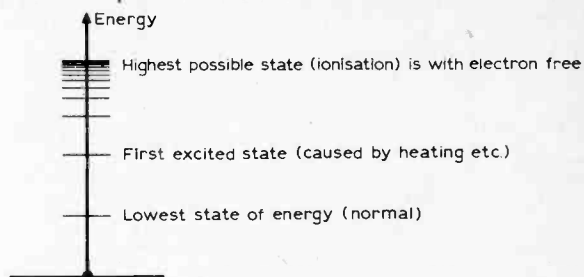 Energy
Highest possible state (ionisation) is with electron free
First excited state (caused by heating etc.)
Lowest state of energy (normal)